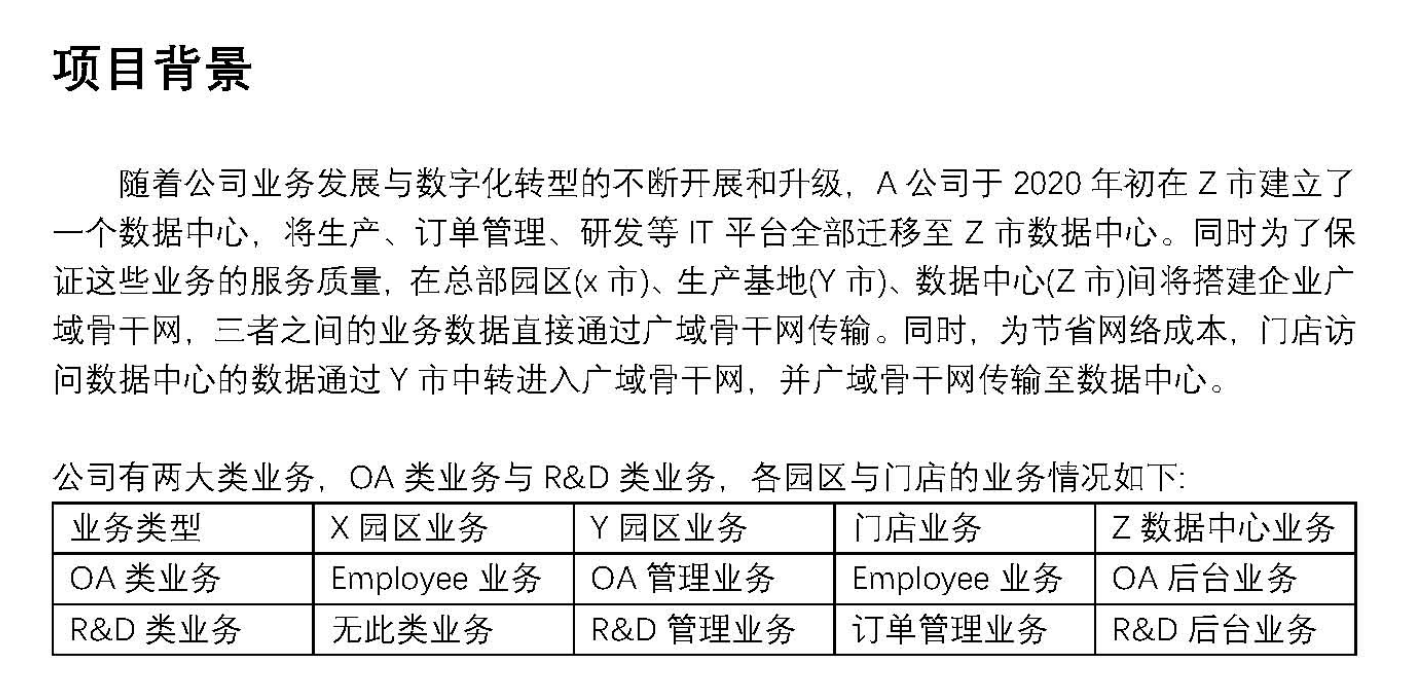 项目背景
随着公司业务发展与数字化转型的不断开展和升级，A 公司于 2020 年初在 Z 市建立了
一个数据中心，将生产、订单管理、研发等 IT 平台全部迁移至 Z 市数据中心。同时为了保
证这些业务的服务质量，在总部园区(x 市)、生产基地(Y 市)、数据中心(Z 市)间将搭建企业广
域骨干网，三者之间的业务数据直接通过广域骨干网传输。同时，为节省网络成本，门店访
问数据中心的数据通过 Y 市中转进入广域骨干网，并广域骨干网传输至数据中心。
公司有两大类业务，OA 类业务与 R&D 类业务，各园区与门店的业务情况如下:
业务类型 X 园区业务 Y 园区业务 门店业务 Z 数据中心业务
OA 类业务 Employee 业务 OA 管理业务 Employee 业务 OA 后台业务
R&D 类业务 无此类业务 R&D 管理业务 订单管理业务 R&D 后台业务